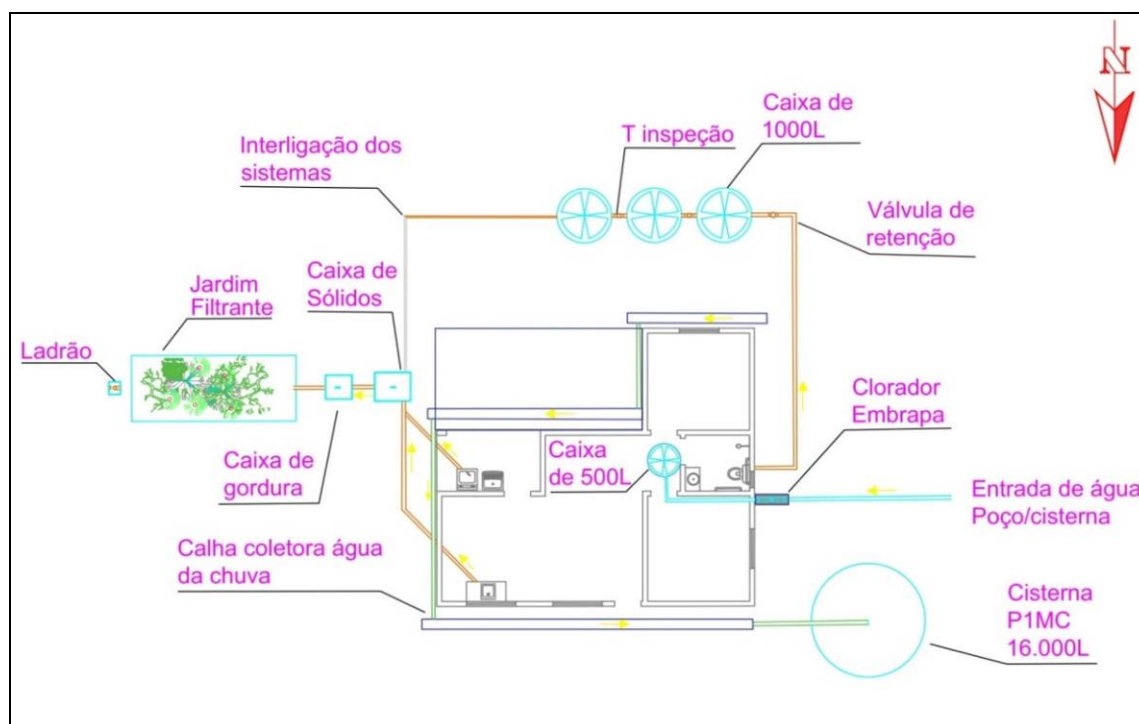 N
Caixa de
1000L
T inspeção
Interligação dos
sistemas
Válvula de
retenção
Caixa de
Sólidos
Jardim
Filtrante
Ladrão
Clorador
Embrapa
Caixa
de 500L
Caixa de
gordura
Entrada de água
Poço/cisterna
Calha coletora água
da chuva
Cisterna
P1MC
16.000L